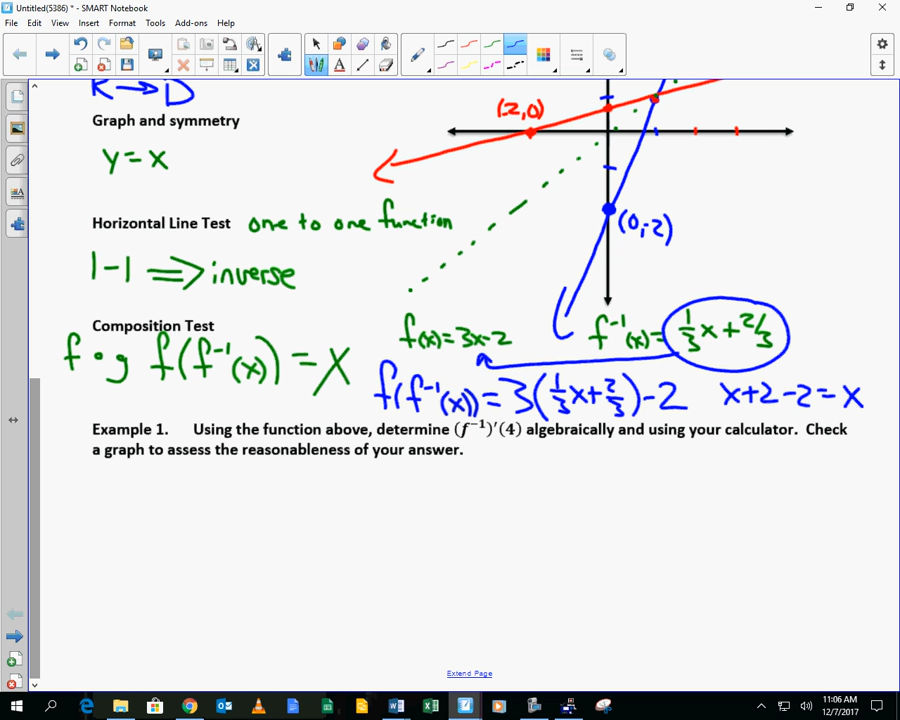 Untitled(5386) * - SMART Notebook
File Edit View Insert Format Tools Add-ons Help
R → D
Graph and symmetry
y = x
(-2,0)
Horizontal Line Test one to one function
(0,-2)
1-1 ⟹ inverse
Composition Test
f(x) = 3x-2 f⁻¹(x) = 1/3x + 2/3
f∘g f(f⁻¹(x)) = x
f(f⁻¹(x)) = 3(1/3x + 2/3) - 2 x+2-2=x
Example 1. Using the function above, determine (f⁻¹)′(4) algebraically and using your calculator. Check
a graph to assess the reasonableness of your answer.
Extend Page
11:06 AM
12/7/2017